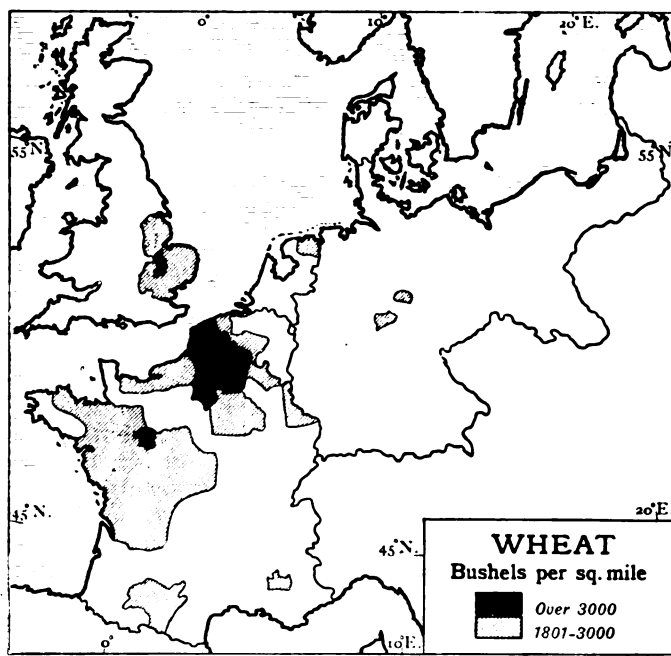 0° 10° 20°E.
55°N. 55°N.
45°N. 20°E.
45°N.
WHEAT
Bushels per sq. mile
Over 3000
1801-3000
0° 10°E.